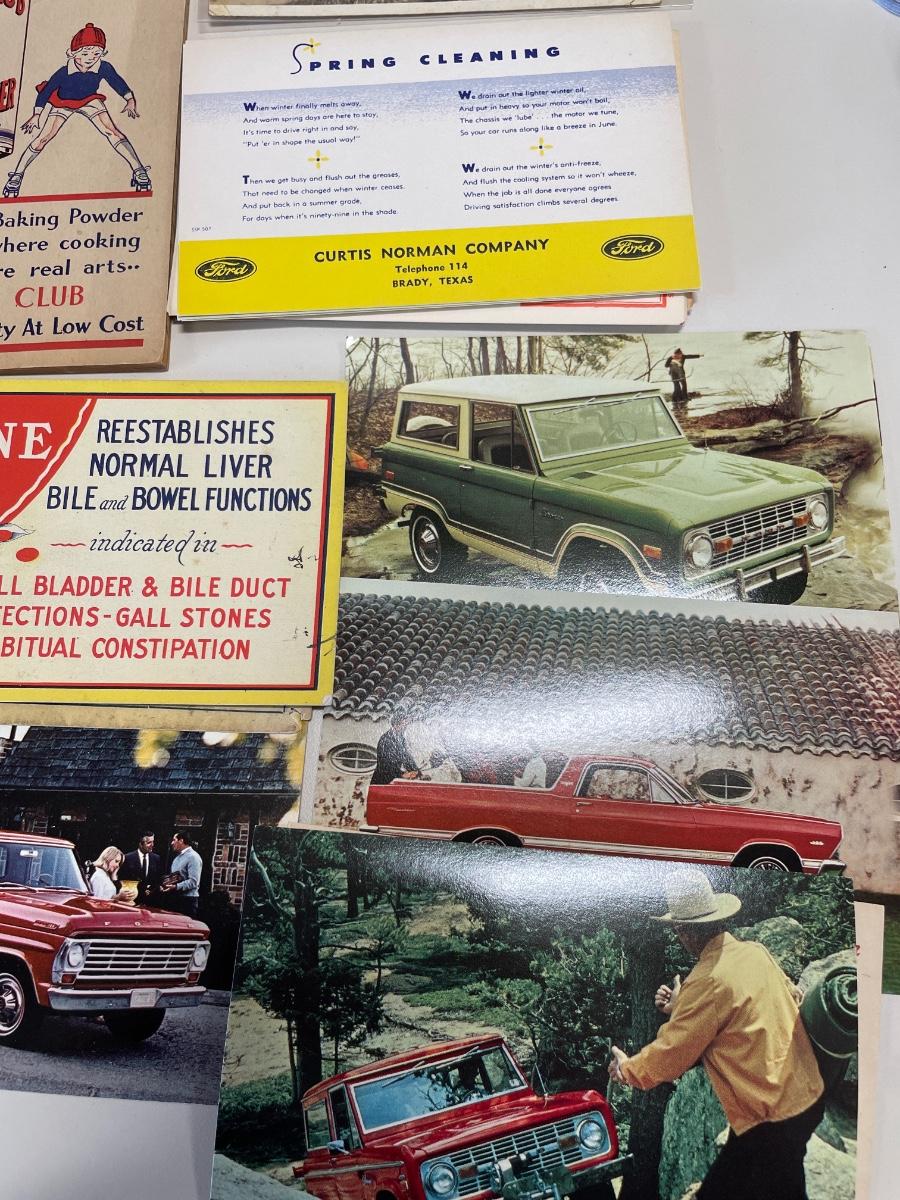 SPRING CLEANING
When winter finally melts away,
And warm spring days are here to stay,
It's time to drive right in and say,
"Put 'er in shape the usual way!"
Then we get busy and flush out the greases,
That need to be changed when winter ceases.
And put back in a summer grade,
For days when it's ninety-nine in the shade.
We drain out the lighter winter oil,
And put in heavy so your motor won't boil,
The chassis we 'lube' . . . the motor we tune,
So your car runs along like a breeze in June.
We drain out the winter's anti-freeze,
And flush the cooling system so it won't wheeze,
When the job is all done everyone agrees
Driving satisfaction climbs several degrees.
Ford
CURTIS NORMAN COMPANY
Telephone 114
BRADY, TEXAS
Ford
ER
Baking Powder
where cooking
re real arts..
CLUB
ty At Low Cost
NE
REESTABLISHES
NORMAL LIVER
BILE and BOWEL FUNCTIONS
indicated in
LL BLADDER & BILE DUCT
ECTIONS-GALL STONES
BITUAL CONSTIPATION
FORD